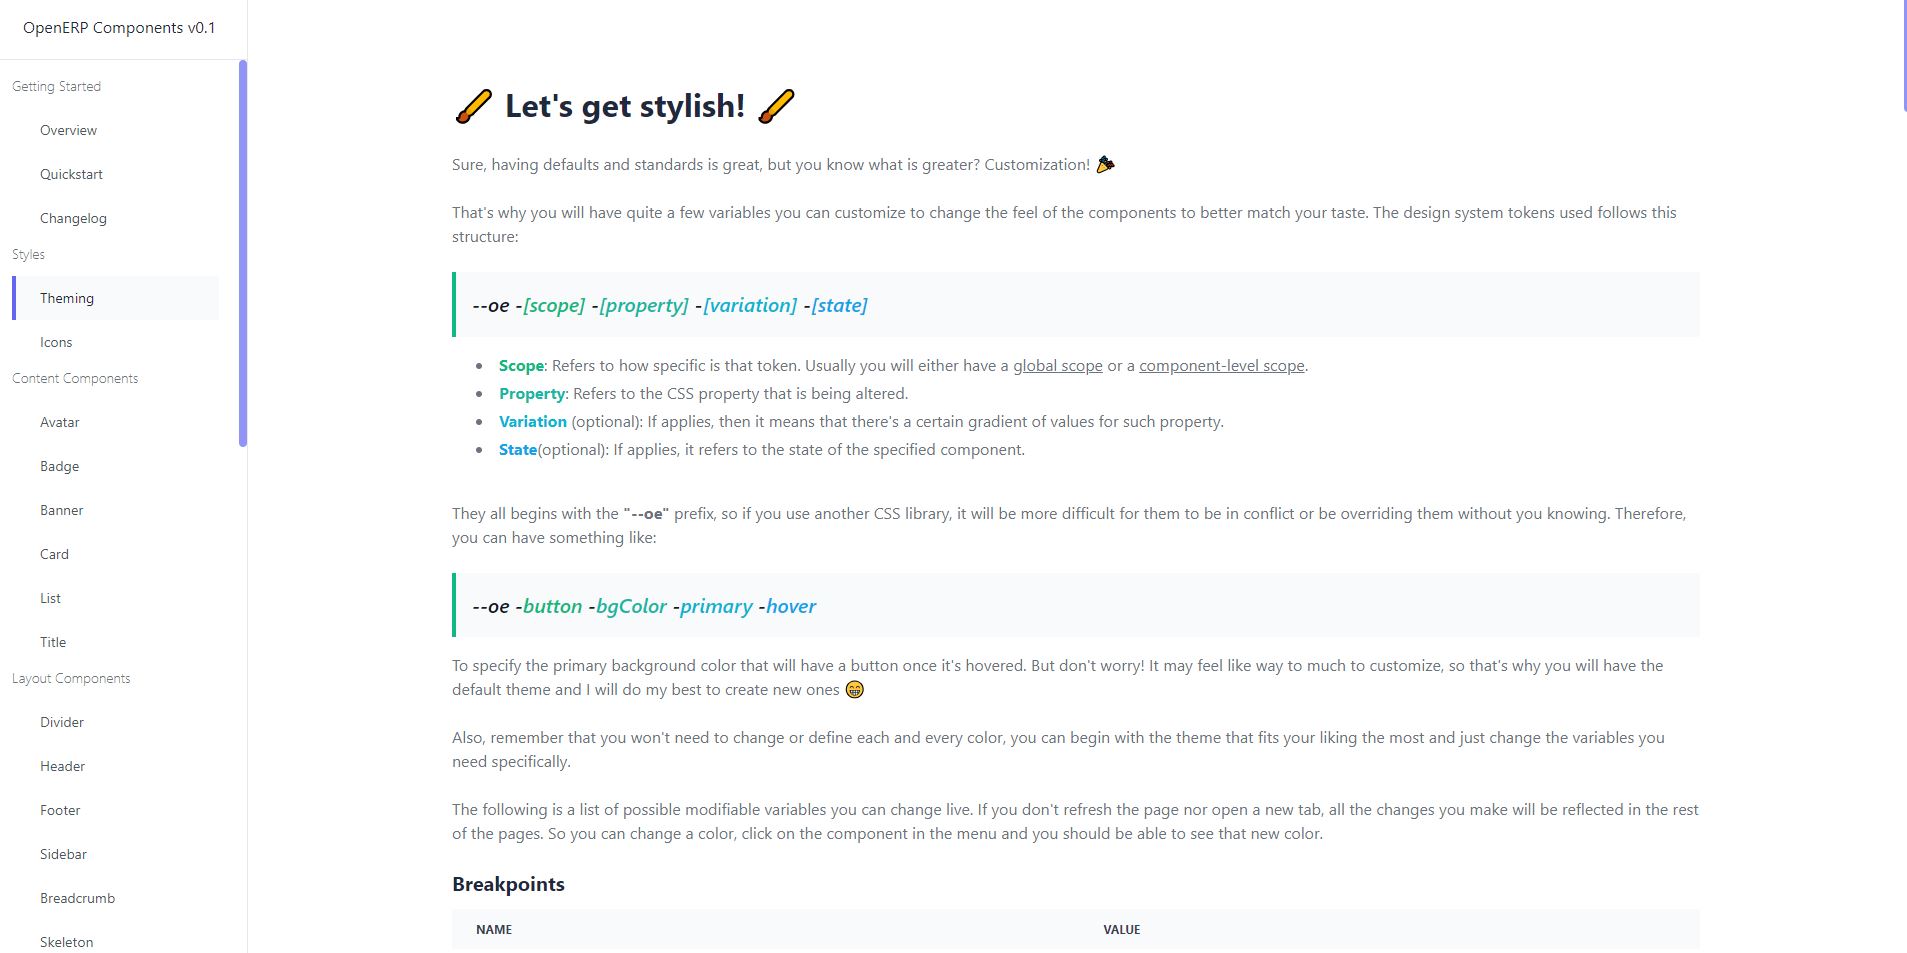 OpenERP Components v0.1
Getting Started
Overview
Quickstart
Changelog
Styles
Theming
Icons
Content Components
Avatar
Badge
Banner
Card
List
Title
Layout Components
Divider
Header
Footer
Sidebar
Breadcrumb
Skeleton
Let's get stylish!
Sure, having defaults and standards is great, but you know what is greater? Customization!
That's why you will have quite a few variables you can customize to change the feel of the components to better match your taste. The design system tokens used follows this
structure:
--oe -[scope] -[property] -[variation] -[state]
• Scope: Refers to how specific is that token. Usually you will either have a global scope or a component-level scope.
• Property: Refers to the CSS property that is being altered.
• Variation (optional): If applies, then it means that there's a certain gradient of values for such property.
• State(optional): If applies, it refers to the state of the specified component.
They all begins with the "--oe" prefix, so if you use another CSS library, it will be more difficult for them to be in conflict or be overriding them without you knowing. Therefore,
you can have something like:
--oe -button -bgColor -primary -hover
To specify the primary background color that will have a button once it's hovered. But don't worry! It may feel like way to much to customize, so that's why you will have the
default theme and I will do my best to create new ones
Also, remember that you won't need to change or define each and every color, you can begin with the theme that fits your liking the most and just change the variables you
need specifically.
The following is a list of possible modifiable variables you can change live. If you don't refresh the page nor open a new tab, all the changes you make will be reflected in the rest
of the pages. So you can change a color, click on the component in the menu and you should be able to see that new color.
Breakpoints
NAME VALUE